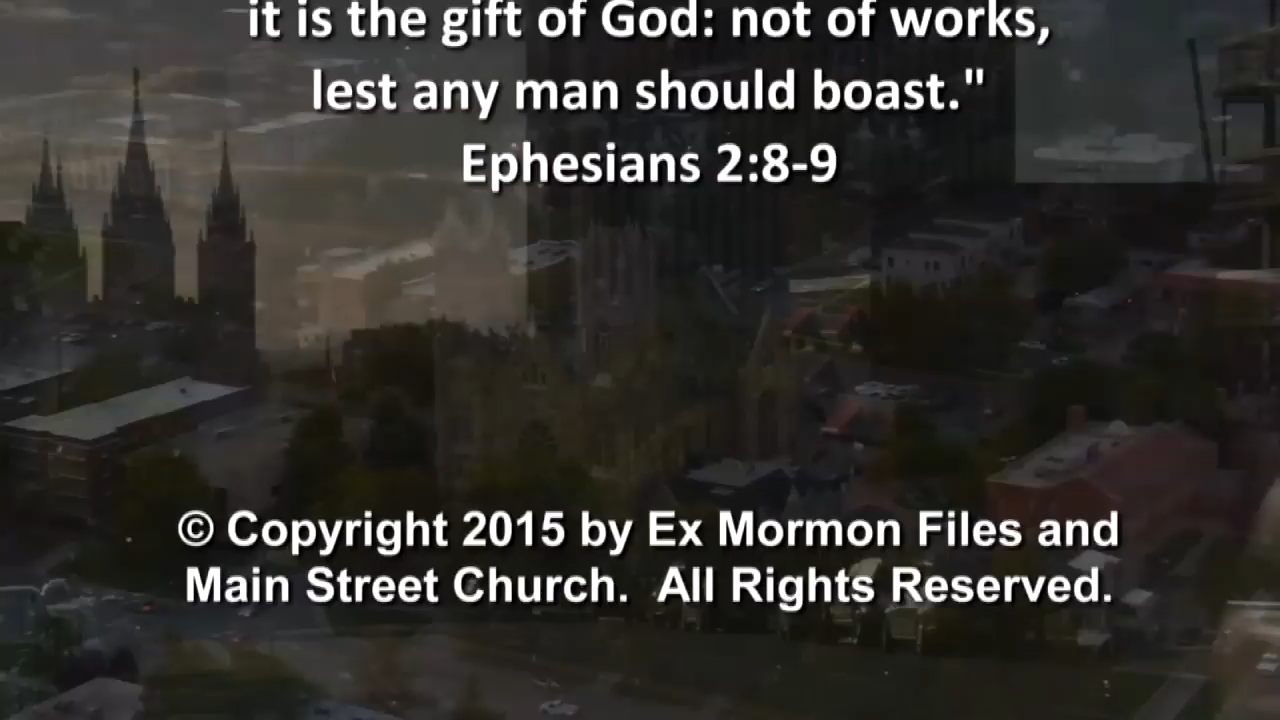 it is the gift of God: not of works,
lest any man should boast."
Ephesians 2:8-9
© Copyright 2015 by Ex Mormon Files and
Main Street Church.  All Rights Reserved.